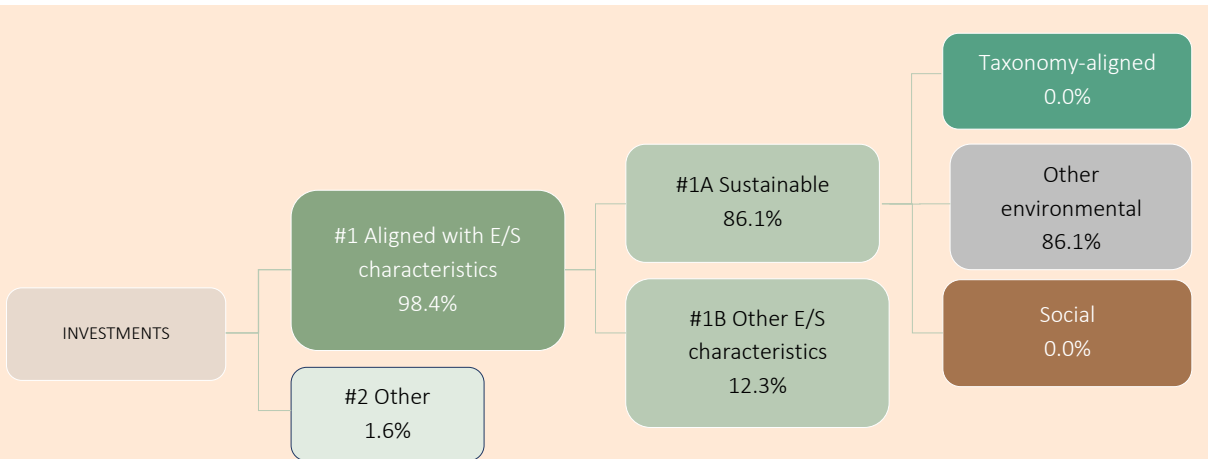 INVESTMENTS
#1 Aligned with E/S
characteristics
98.4%
#2 Other
1.6%
#1A Sustainable
86.1%
#1B Other E/S
characteristics
12.3%
Taxonomy-aligned
0.0%
Other
environmental
86.1%
Social
0.0%